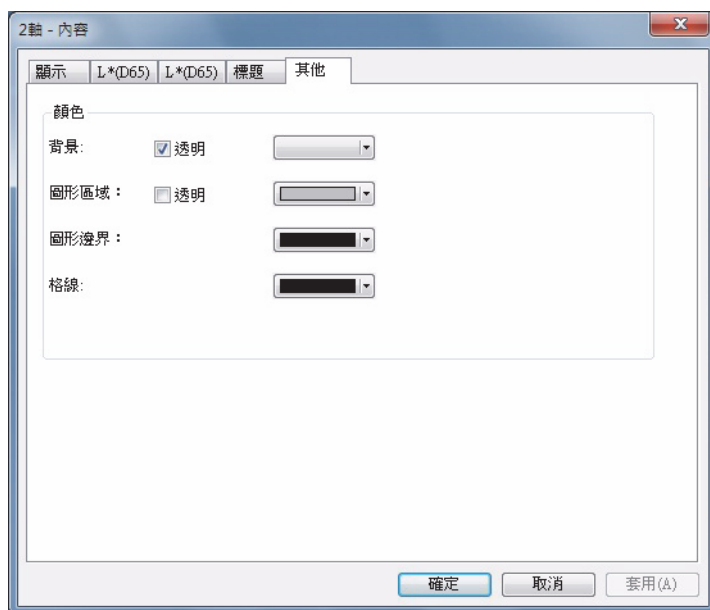 2軸 - 內容
顯示 L*(D65) L*(D65) 標題 其他
顏色
背景: 透明
圖形區域： 透明
圖形邊界：
格線:
確定 取消 套用(A)